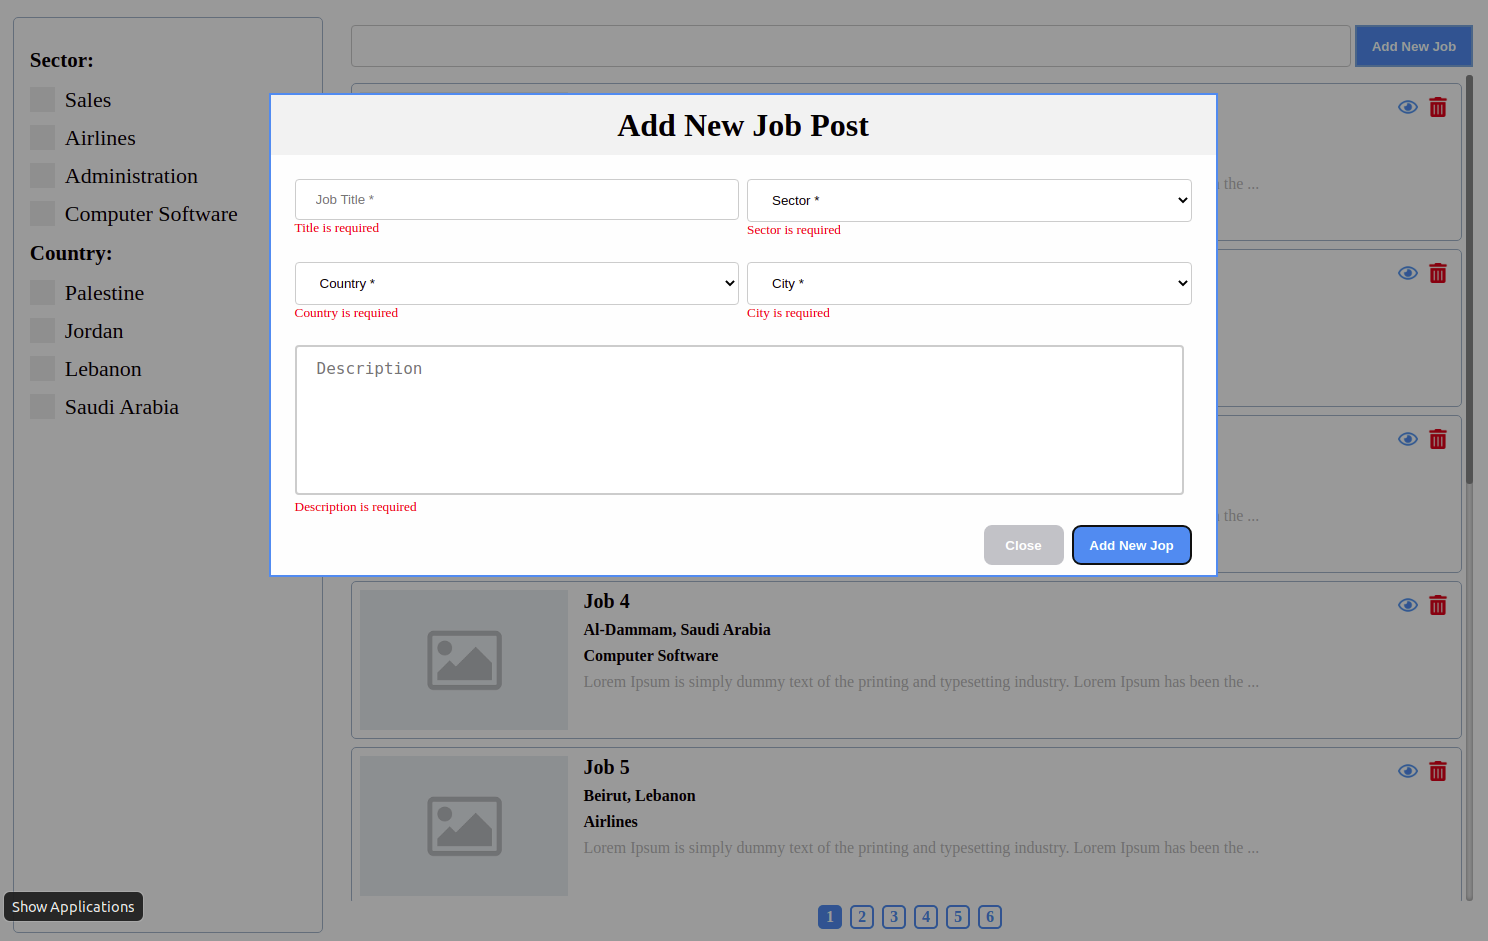 Sector:
Sales
Airlines
Administration
Computer Software
Country:
Palestine
Jordan
Lebanon
Saudi Arabia
Add New Job
the ...
the ...
Add New Job Post
Job Title *
Sector *
Title is required
Sector is required
Country *
City *
Country is required
City is required
Description
Description is required
Close
Add New Jop
Job 4
Al-Dammam, Saudi Arabia
Computer Software
Lorem Ipsum is simply dummy text of the printing and typesetting industry. Lorem Ipsum has been the ...
Job 5
Beirut, Lebanon
Airlines
Lorem Ipsum is simply dummy text of the printing and typesetting industry. Lorem Ipsum has been the ...
Show Applications
1 2 3 4 5 6